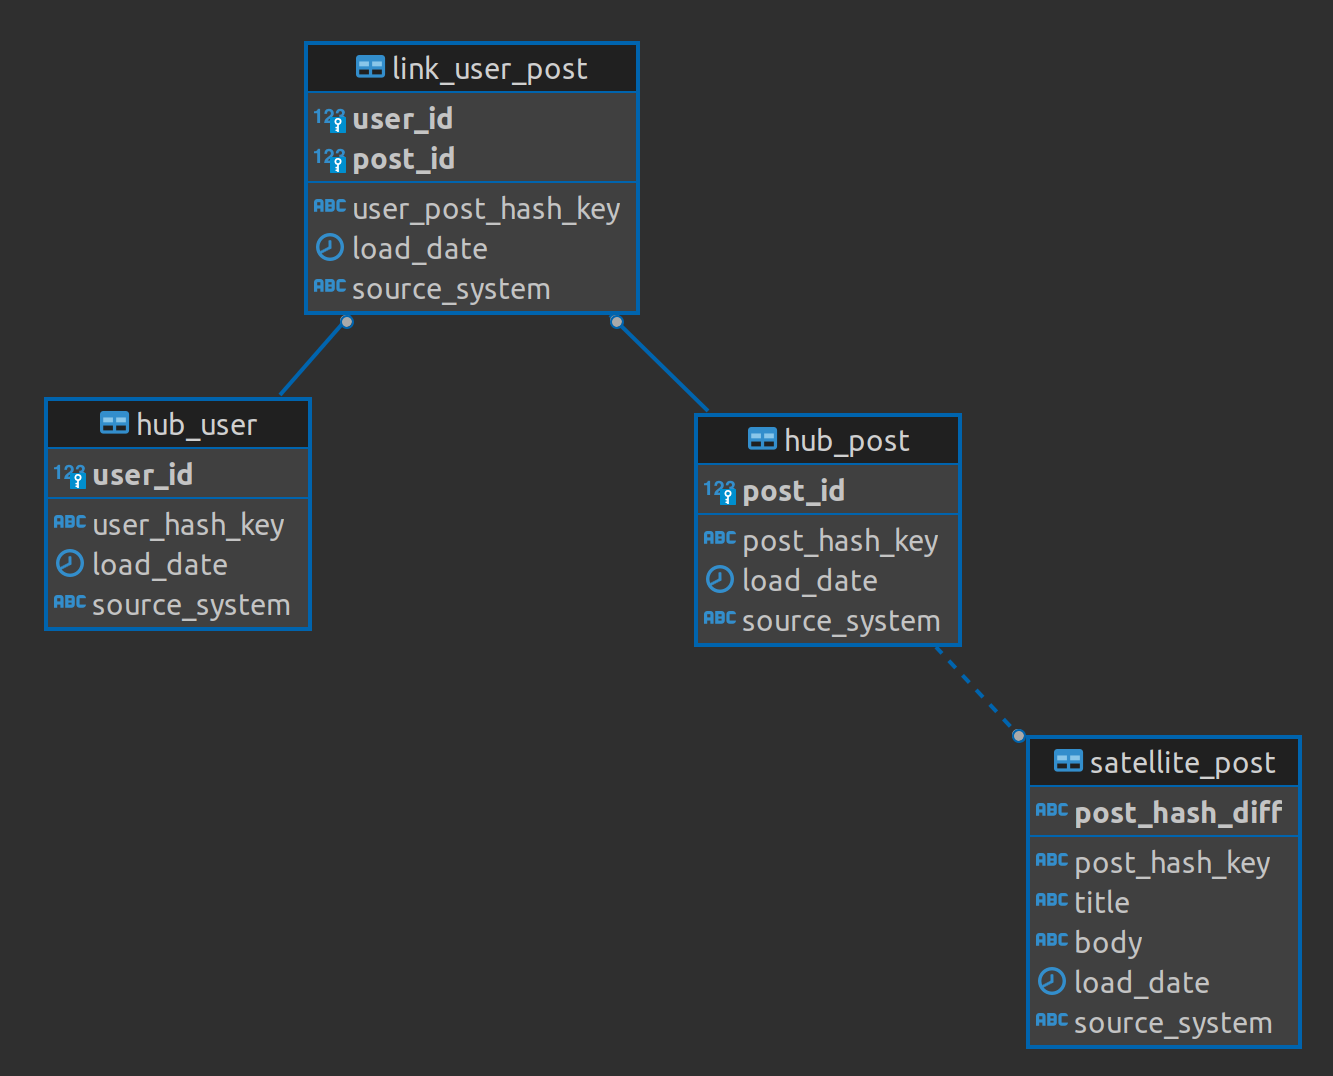 link_user_post
123 user_id
123 post_id
ABC user_post_hash_key
load_date
ABC source_system
hub_user
123 user_id
ABC user_hash_key
load_date
ABC source_system
hub_post
123 post_id
ABC post_hash_key
load_date
ABC source_system
satellite_post
ABC post_hash_diff
ABC post_hash_key
ABC title
ABC body
load_date
ABC source_system